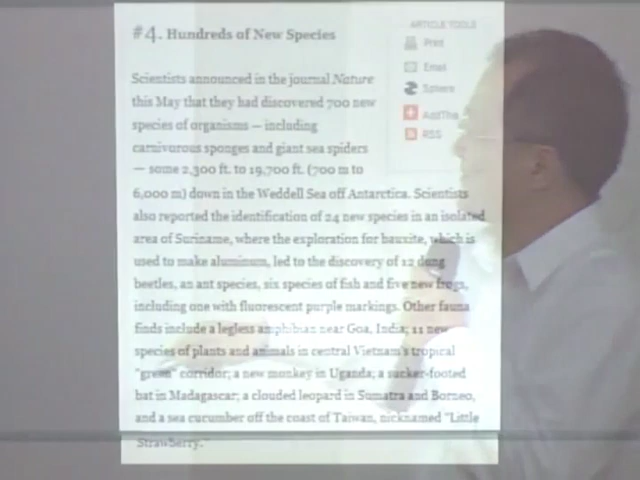 #4. Hundreds of New Species
ARTICLE TOOLS
Print
Email
Sphere
AddThis
RSS
Scientists announced in the journal Nature
this May that they had discovered 700 new
species of organisms — including
carnivorous sponges and giant sea spiders
— some 2,300 ft. to 19,700 ft. (700 m to
6,000 m) down in the Weddell Sea off Antarctica. Scientists
also reported the identification of 24 new species in an isolated
area of Suriname, where the exploration for bauxite, which is
used to make aluminum, led to the discovery of 12 dung
beetles, an ant species, six species of fish and five new frogs,
including one with fluorescent purple markings. Other fauna
finds include a legless amphibian near Goa, India; 11 new
species of plants and animals in central Vietnam's tropical
"green" corridor; a new monkey in Uganda; a sucker-footed
bat in Madagascar; a clouded leopard in Sumatra and Borneo,
and a sea cucumber off the coast of Taiwan, nicknamed "Little
Strawberry."